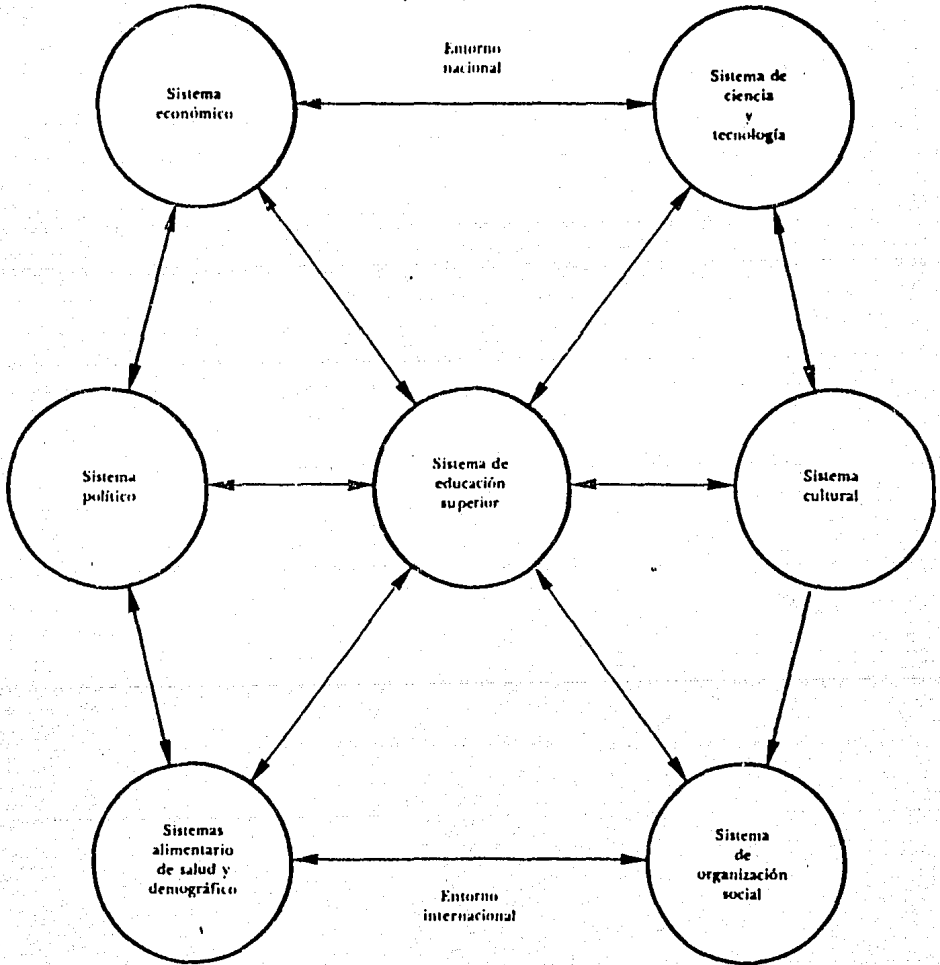 Entorno
nacional
Sistema
económico
Sistema de
ciencia
y
tecnología
Sistema
político
Sistema de
educación
superior
Sistema
cultural
Sistemas
alimentario
de salud y
demográfico
Sistema
de
organización
social
Entorno
internacional